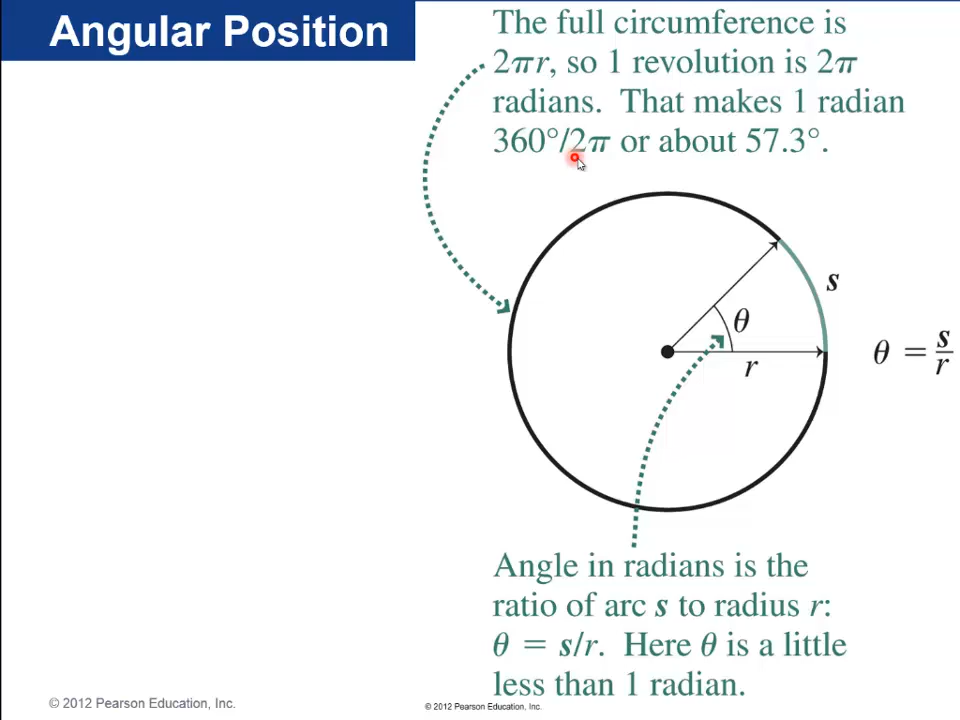 Angular Position
The full circumference is
2πr, so 1 revolution is 2π
radians. That makes 1 radian
360°/2π or about 57.3°.
s
θ
θ = s/r
r
Angle in radians is the
ratio of arc s to radius r:
θ = s/r. Here θ is a little
less than 1 radian.
© 2012 Pearson Education, Inc.
© 2012 Pearson Education, Inc.